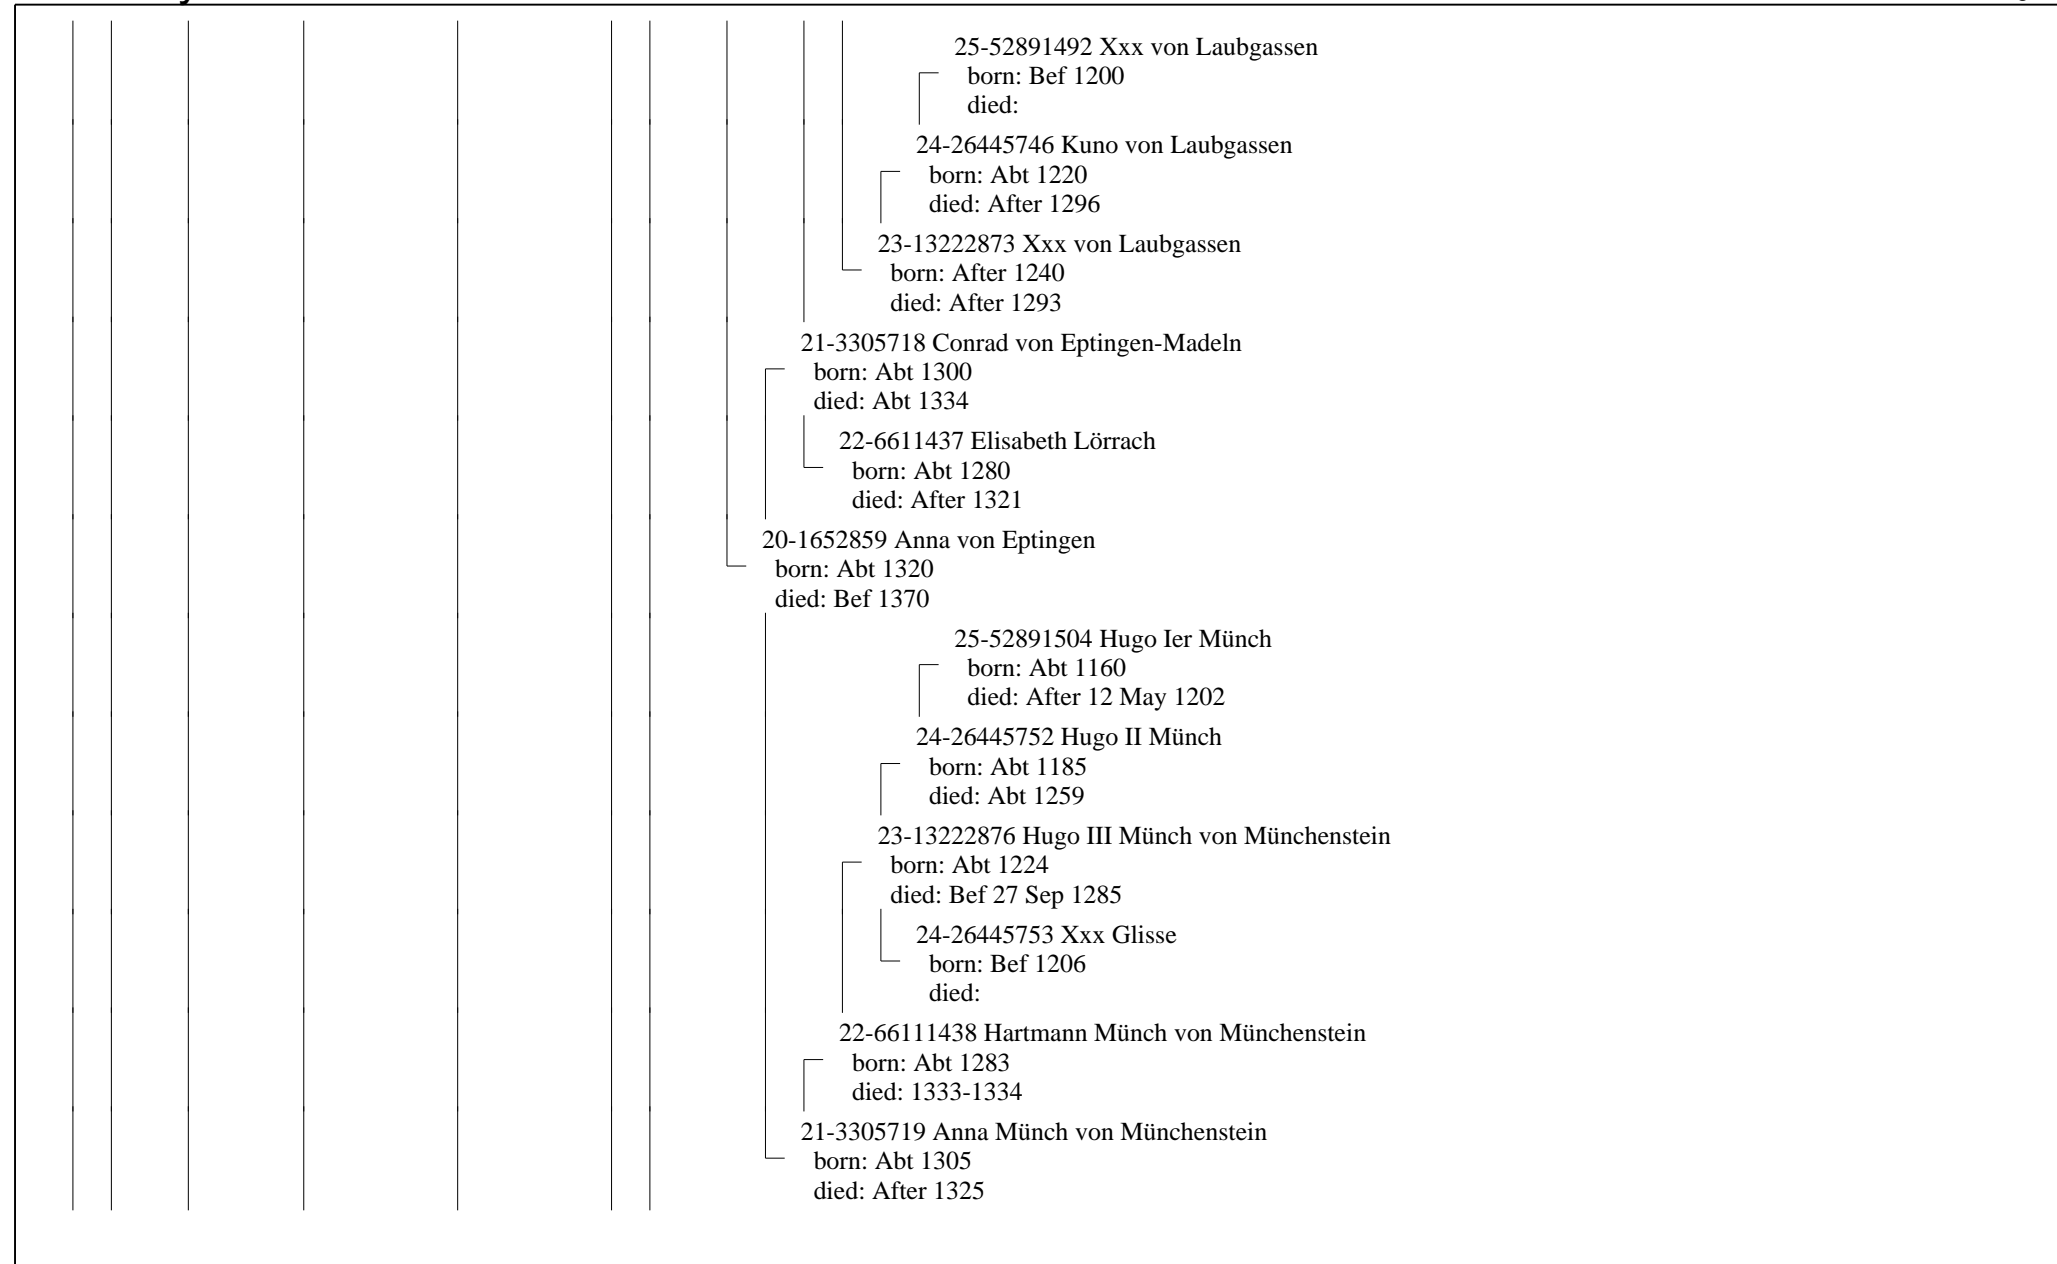 25-52891492 Xxx von Laubgassen
born: Bef 1200
died:
24-26445746 Kuno von Laubgassen
born: Abt 1220
died: After 1296
23-13222873 Xxx von Laubgassen
born: After 1240
died: After 1293
21-3305718 Conrad von Eptingen-Madeln
born: Abt 1300
died: Abt 1334
22-6611437 Elisabeth Lörrach
born: Abt 1280
died: After 1321
20-1652859 Anna von Eptingen
born: Abt 1320
died: Bef 1370
25-52891504 Hugo Ier Münch
born: Abt 1160
died: After 12 May 1202
24-26445752 Hugo II Münch
born: Abt 1185
died: Abt 1259
23-13222876 Hugo III Münch von Münchenstein
born: Abt 1224
died: Bef 27 Sep 1285
24-26445753 Xxx Glisse
born: Bef 1206
died:
22-66111438 Hartmann Münch von Münchenstein
born: Abt 1283
died: 1333-1334
21-3305719 Anna Münch von Münchenstein
born: Abt 1305
died: After 1325